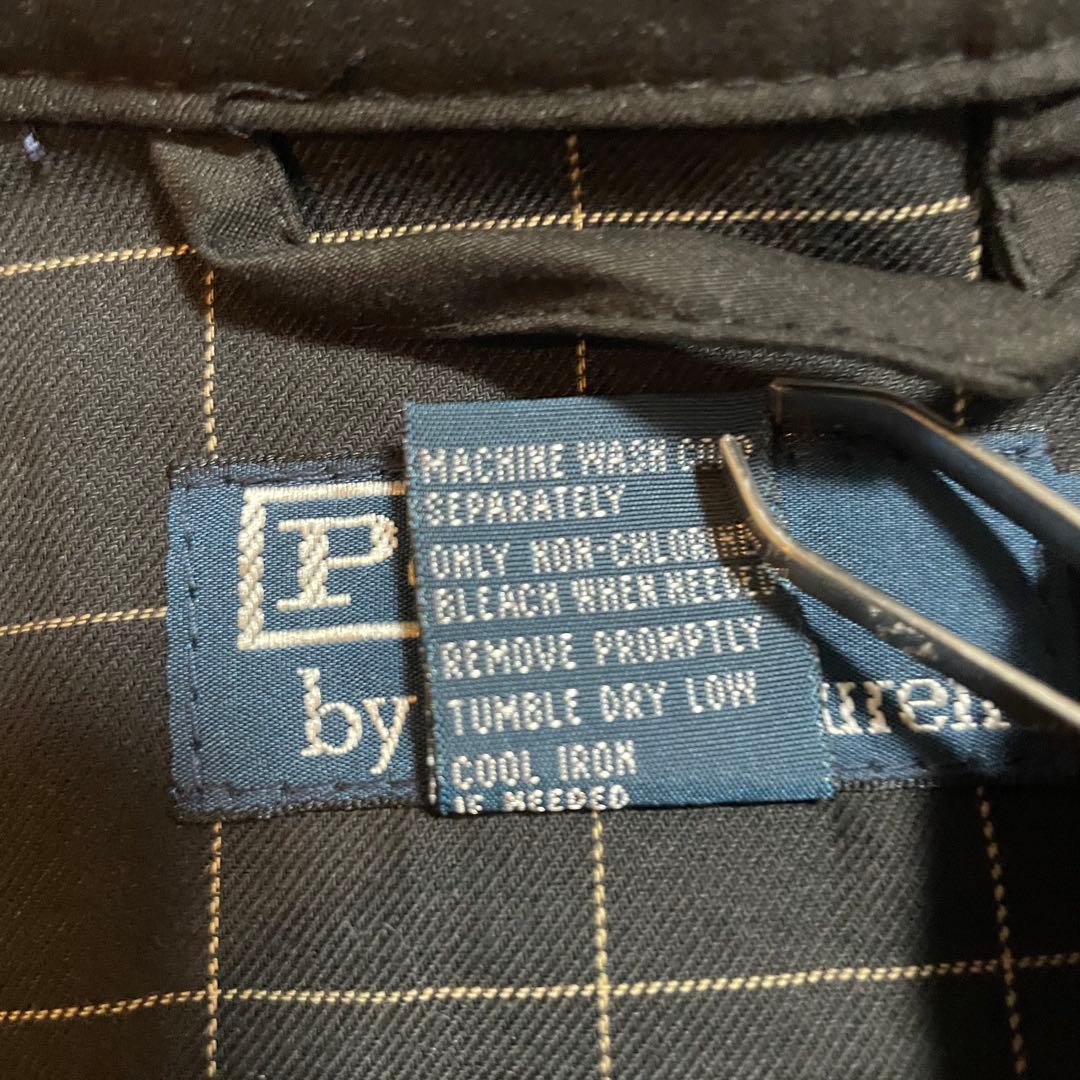 MACHINE WASH COLD
SEPARATELY
ONLY NON-CHLORINE
BLEACH WHEN NEEDED
REMOVE PROMPTLY
TUMBLE DRY LOW
COOL IRON
IF NEEDED
P
by uren